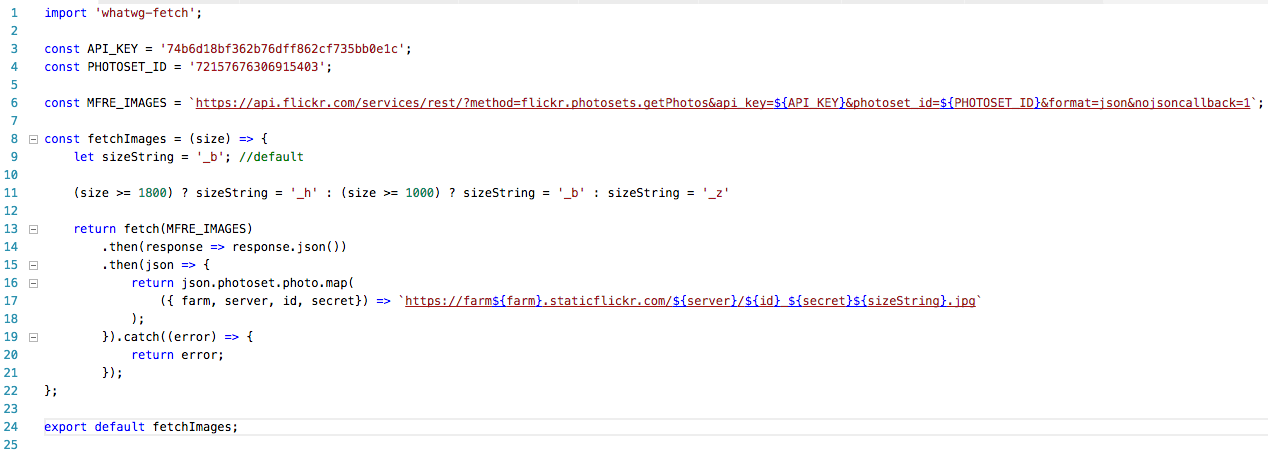 1 import 'whatwg-fetch';
2
3 const API_KEY = '74b6d18bf362b76dff862cf735bb0e1c';
4 const PHOTOSET_ID = '72157676306915403';
5
6 const MFRE_IMAGES = `https://api.flickr.com/services/rest/?method=flickr.photosets.getPhotos&api_key=${API_KEY}&photoset_id=${PHOTOSET_ID}&format=json&nojsoncallback=1`;
7
8 const fetchImages = (size) => {
9     let sizeString = '_b'; //default
10
11     (size >= 1800) ? sizeString = '_h' : (size >= 1000) ? sizeString = '_b' : sizeString = '_z'
12
13     return fetch(MFRE_IMAGES)
14         .then(response => response.json())
15         .then(json => {
16             return json.photoset.photo.map(
17                 ({ farm, server, id, secret}) => `https://farm${farm}.staticflickr.com/${server}/${id}_${secret}${sizeString}.jpg`
18             );
19         }).catch((error) => {
20             return error;
21         });
22 };
23
24 export default fetchImages;
25